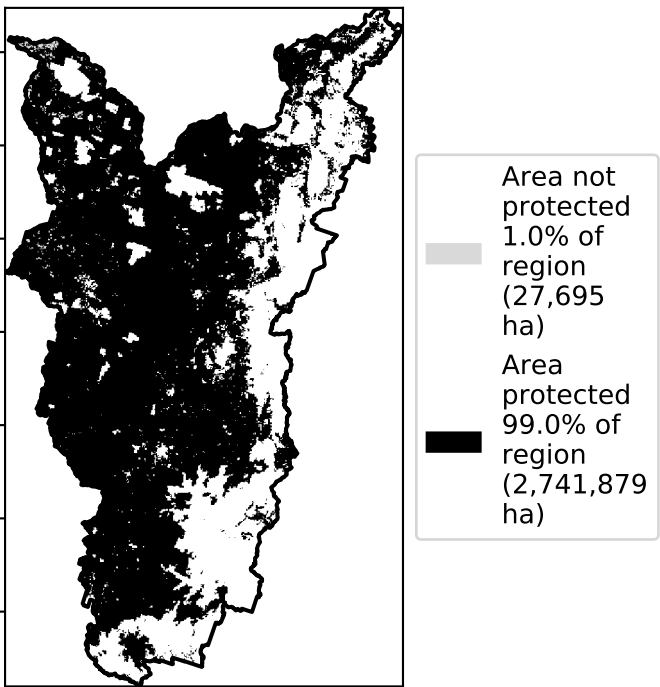 Area not
protected
1.0% of
region
(27,695
ha)
Area
protected
99.0% of
region
(2,741,879
ha)